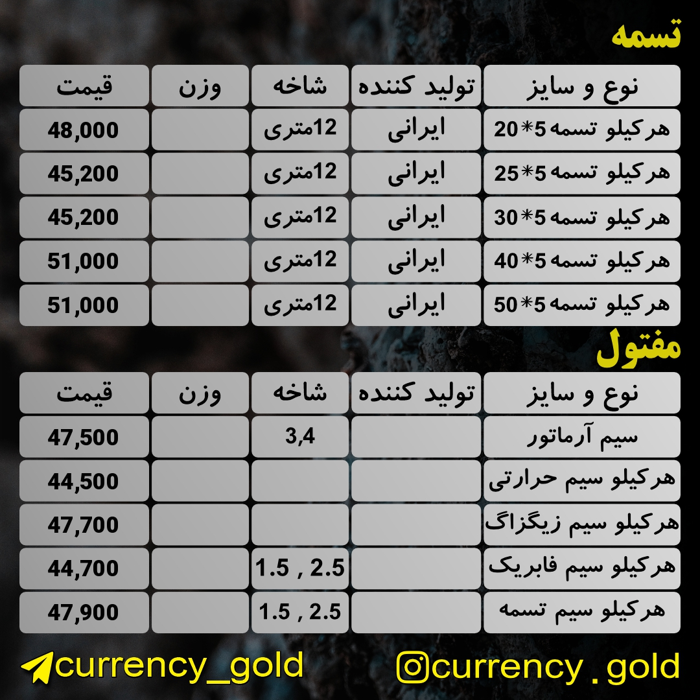 تسمه
نوع و سایز تولید کننده شاخه وزن قیمت
هرکیلو تسمه 5*20 ایرانی 12متری 48,000
هرکیلو تسمه 5*25 ایرانی 12متری 45,200
هرکیلو تسمه 5*30 ایرانی 12متری 45,200
هرکیلو تسمه 5*40 ایرانی 12متری 51,000
هرکیلو تسمه 5*50 ایرانی 12متری 51,000
مفتول
نوع و سایز تولید کننده شاخه وزن قیمت
سیم آرماتور 3,4 47,500
هرکیلو سیم حرارتی 44,500
هرکیلو سیم زیگزاگ 47,700
هرکیلو سیم فابریک 1.5 , 2.5 44,700
هرکیلو سیم تسمه 1.5 , 2.5 47,900
currency_gold currency . gold